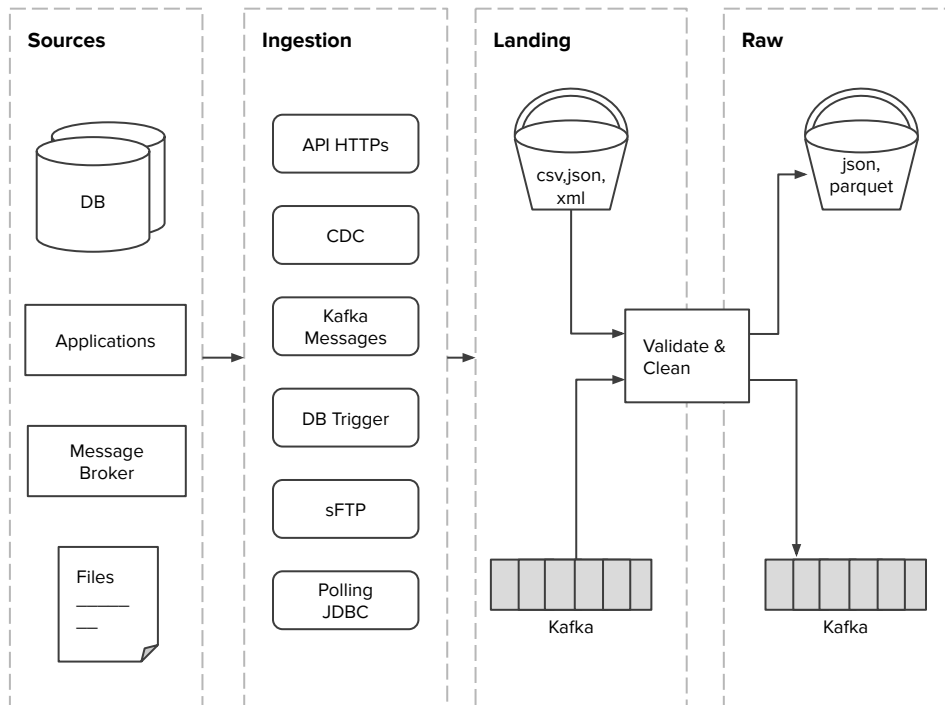 Sources
DB
Applications
Message
Broker
Files
Ingestion
API HTTPs
CDC
Kafka
Messages
DB Trigger
sFTP
Polling
JDBC
Landing
csv,json,
xml
Validate &
Clean
Kafka
Raw
json,
parquet
Kafka